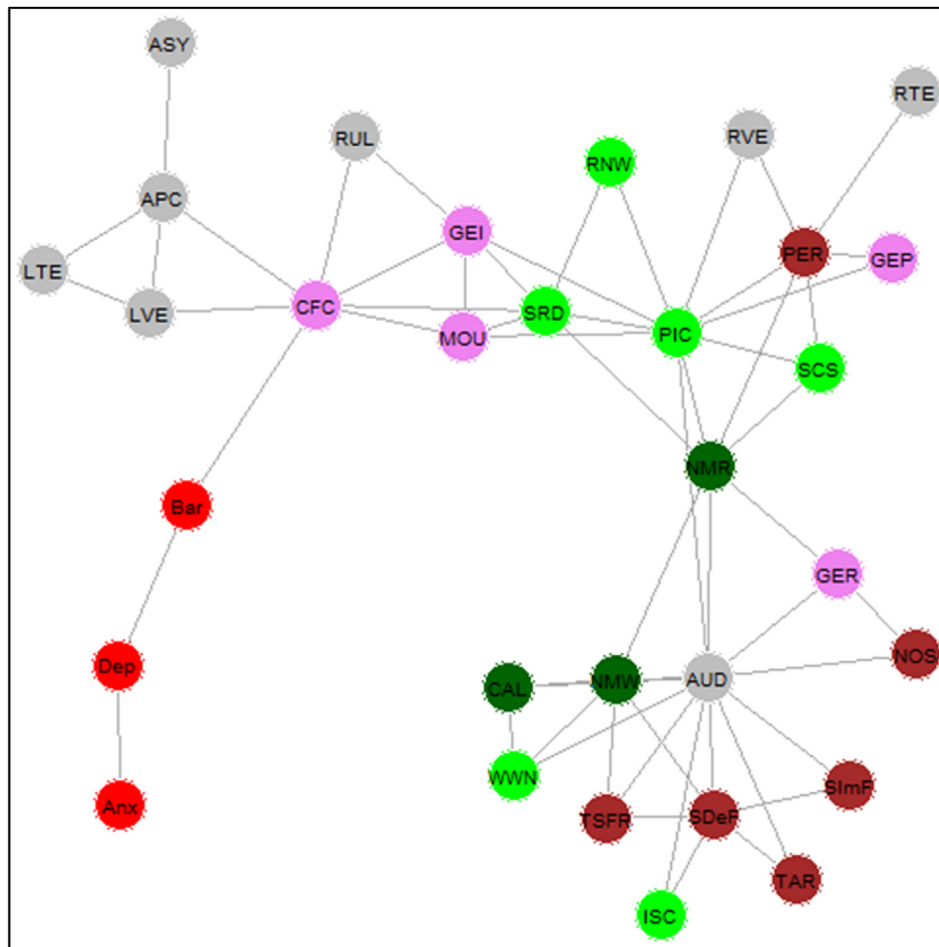 ASY
RTE
RUL
RVE
RNW
APC
GEI
PER
GEP
LTE
LVE
CFC
SRD
MOU
PIC
SCS
NMR
Bar
GER
NOS
Dep
CAL
NMW
AUD
WWN
SImF
Anx
TSFR
SDeF
TAR
ISC